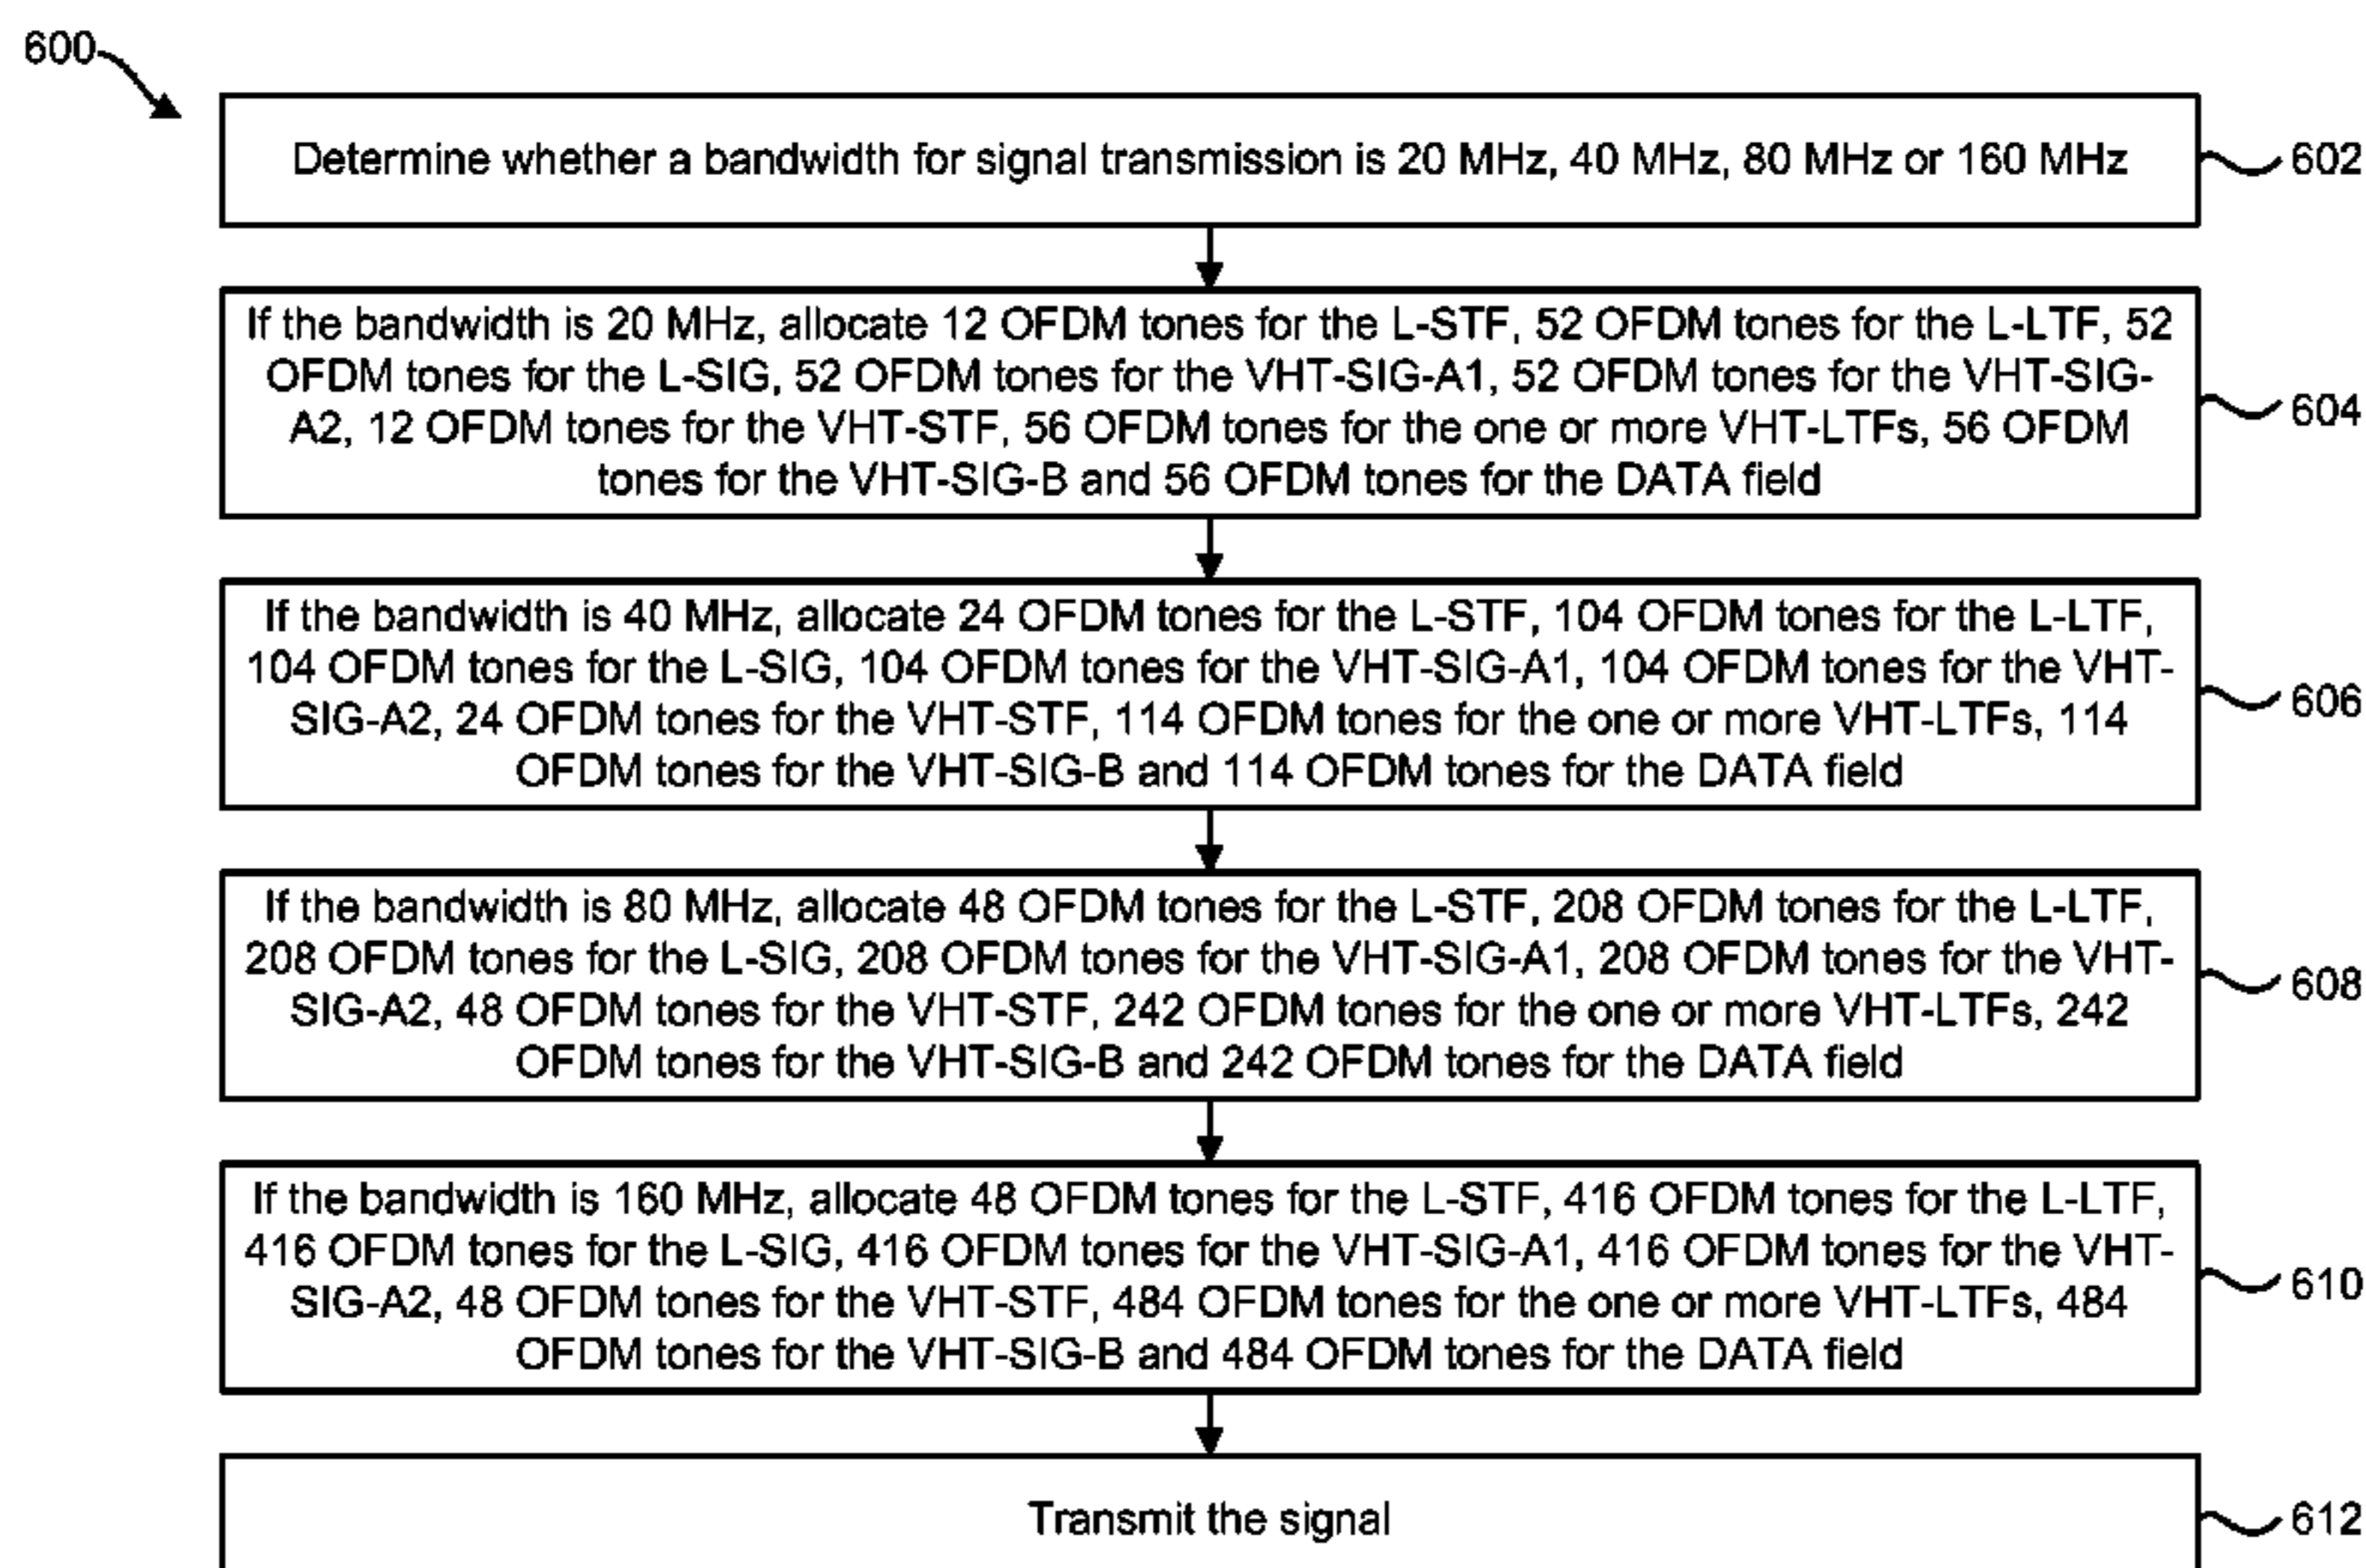 600
Determine whether a bandwidth for signal transmission is 20 MHz, 40 MHz, 80 MHz or 160 MHz
602
If the bandwidth is 20 MHz, allocate 12 OFDM tones for the L-STF, 52 OFDM tones for the L-LTF, 52
OFDM tones for the L-SIG, 52 OFDM tones for the VHT-SIG-A1, 52 OFDM tones for the VHT-SIG-
A2, 12 OFDM tones for the VHT-STF, 56 OFDM tones for the one or more VHT-LTFs, 56 OFDM
tones for the VHT-SIG-B and 56 OFDM tones for the DATA field
604
If the bandwidth is 40 MHz, allocate 24 OFDM tones for the L-STF, 104 OFDM tones for the L-LTF,
104 OFDM tones for the L-SIG, 104 OFDM tones for the VHT-SIG-A1, 104 OFDM tones for the VHT-
SIG-A2, 24 OFDM tones for the VHT-STF, 114 OFDM tones for the one or more VHT-LTFs, 114
OFDM tones for the VHT-SIG-B and 114 OFDM tones for the DATA field
606
If the bandwidth is 80 MHz, allocate 48 OFDM tones for the L-STF, 208 OFDM tones for the L-LTF,
208 OFDM tones for the L-SIG, 208 OFDM tones for the VHT-SIG-A1, 208 OFDM tones for the VHT-
SIG-A2, 48 OFDM tones for the VHT-STF, 242 OFDM tones for the one or more VHT-LTFs, 242
OFDM tones for the VHT-SIG-B and 242 OFDM tones for the DATA field
608
If the bandwidth is 160 MHz, allocate 48 OFDM tones for the L-STF, 416 OFDM tones for the L-LTF,
416 OFDM tones for the L-SIG, 416 OFDM tones for the VHT-SIG-A1, 416 OFDM tones for the VHT-
SIG-A2, 48 OFDM tones for the VHT-STF, 484 OFDM tones for the one or more VHT-LTFs, 484
OFDM tones for the VHT-SIG-B and 484 OFDM tones for the DATA field
610
Transmit the signal
612